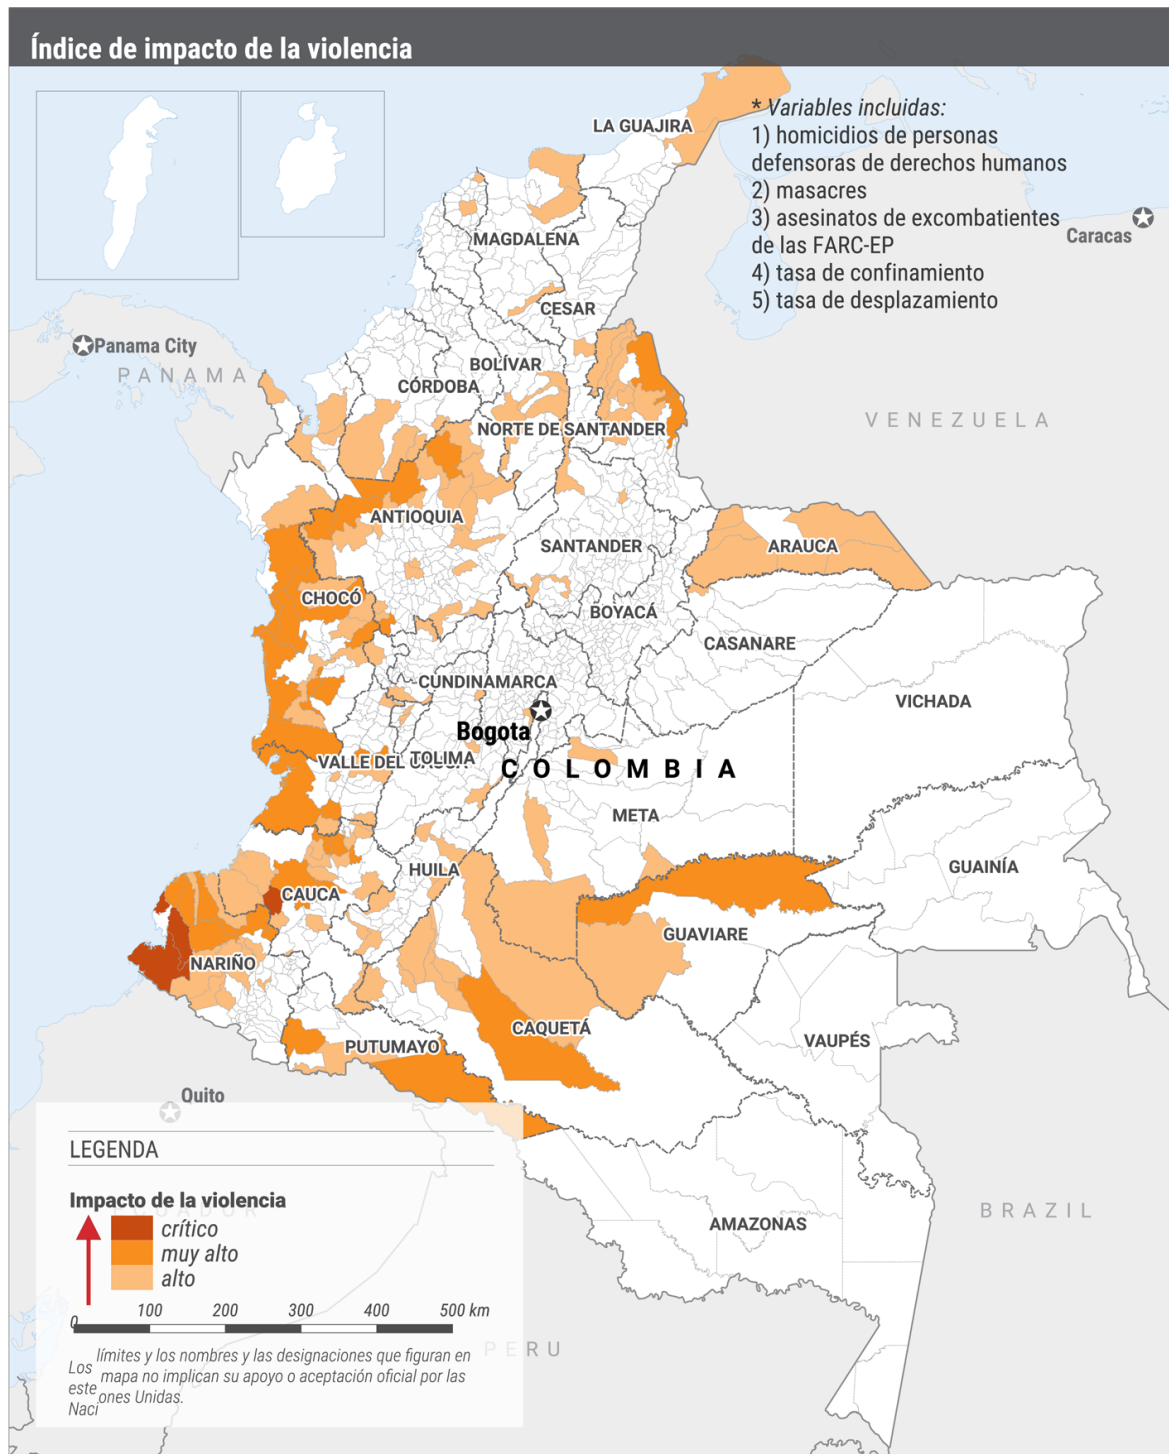 Índice de impacto de la violencia
* Variables incluidas:
1) homicidios de personas
defensoras de derechos humanos
2) masacres
3) asesinatos de excombatientes
de las FARC-EP
4) tasa de confinamiento
5) tasa de desplazamiento
LA GUAJIRA
Caracas
MAGDALENA
CESAR
Panama City
PANAMA
BOLÍVAR
CÓRDOBA
VENEZUELA
NORTE DE SANTANDER
ANTIOQUIA
SANTANDER
ARAUCA
CHOCÓ
BOYACÁ
CASANARE
CUNDINAMARCA
VICHADA
Bogota
VALLE DEL
TOLIMA
COLOMBIA
META
HUILA
GUAINÍA
CAUCA
GUAVIARE
NARIÑO
CAQUETÁ
VAUPÉS
PUTUMAYO
Quito
LEGENDA
Impacto de la violencia
ECUADOR
crítico
muy alto
alto
AMAZONAS
BRAZIL
0 100 200 300 400 500 km
PERU
límites y los nombres y las designaciones que figuran en
Los
mapa no implican su apoyo o aceptación oficial por las
este
ones Unidas.
Naci